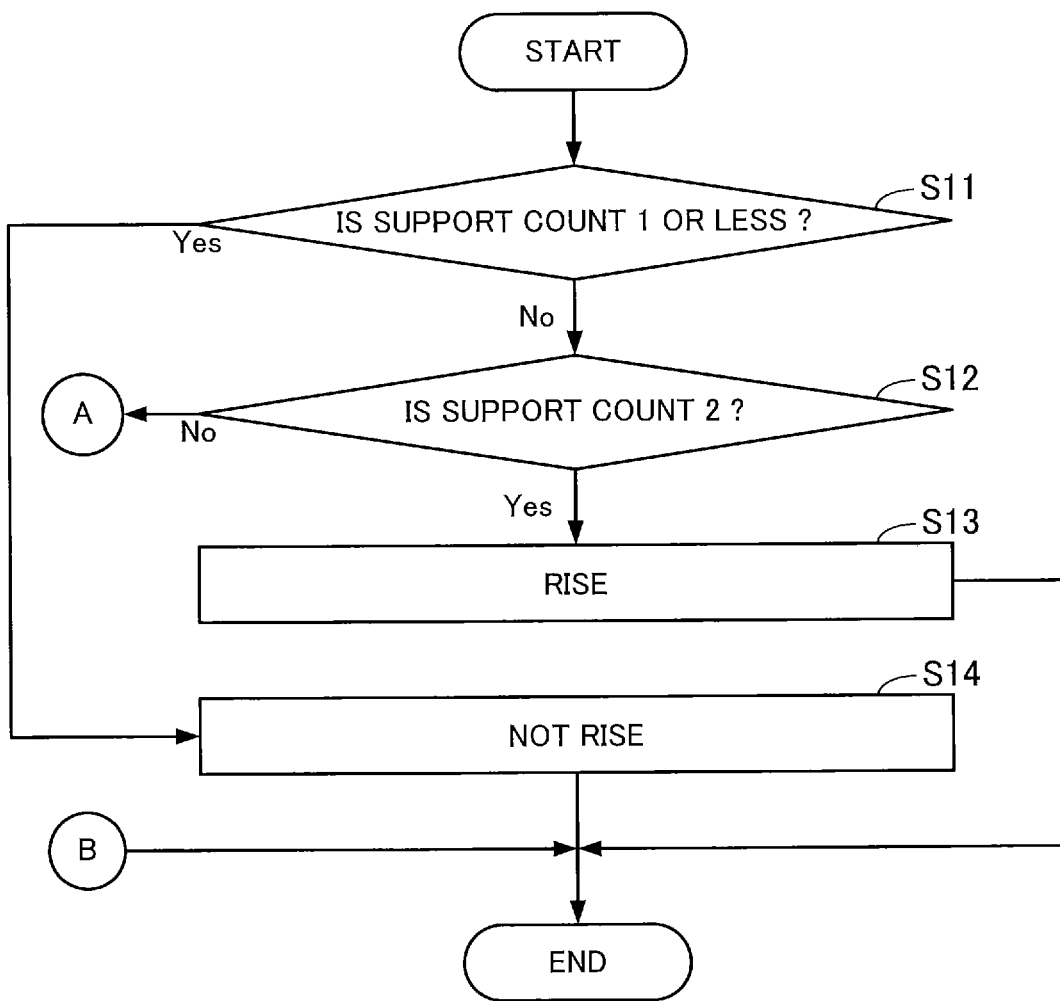 START
S11
IS SUPPORT COUNT 1 OR LESS ?
Yes
No
S12
A
IS SUPPORT COUNT 2 ?
No
Yes
S13
RISE
S14
NOT RISE
B
END